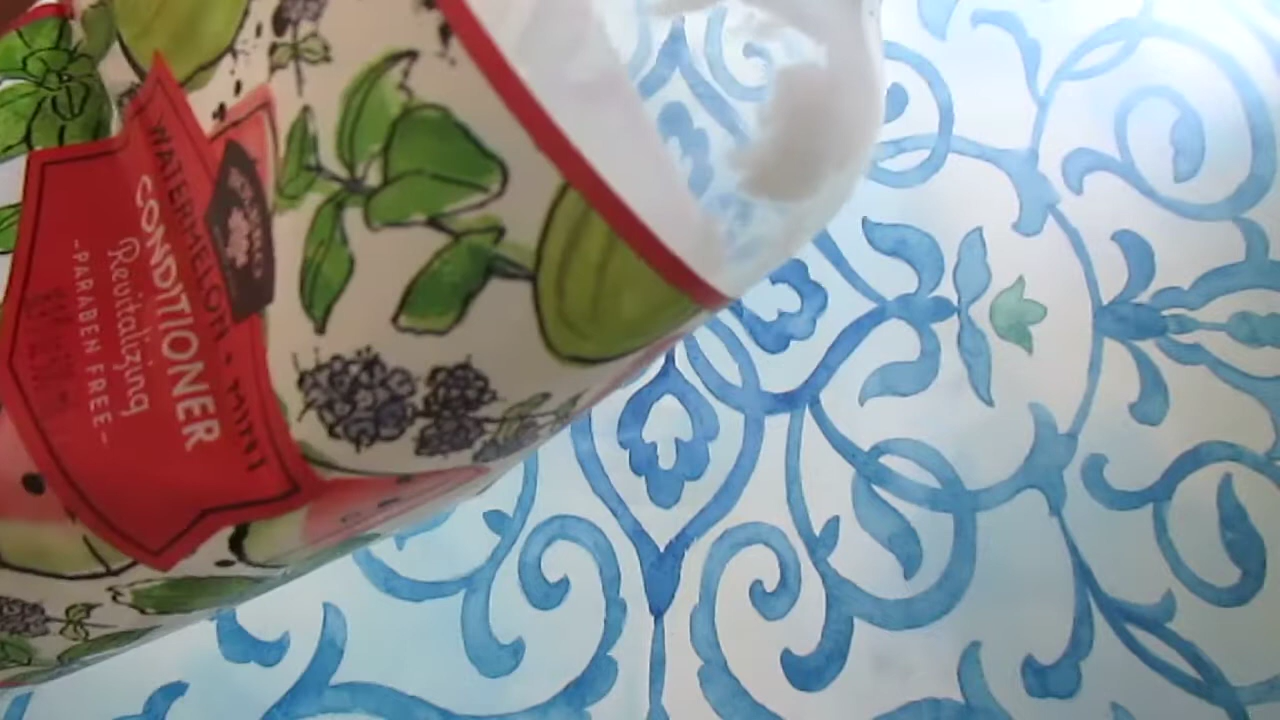 WATERMELON • MINT
CONDITIONER
Revitalizing
-PARABEN FREE-